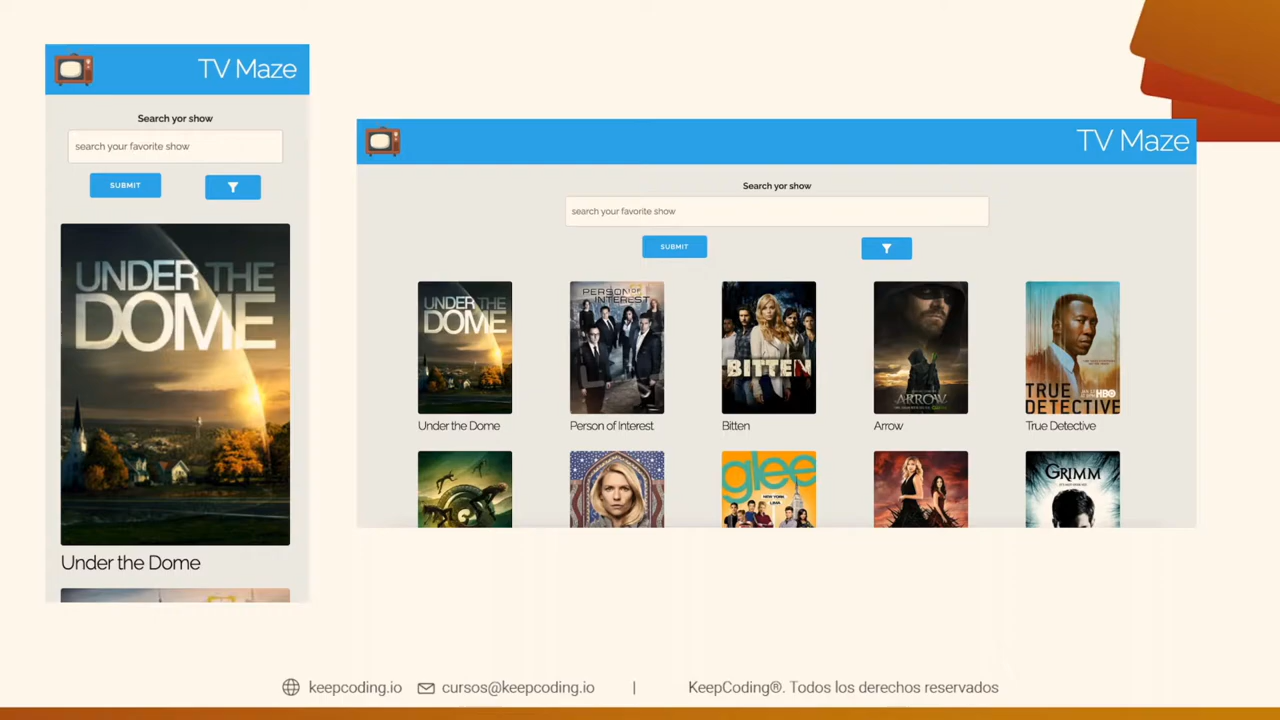 TV Maze
Search yor show
search your favorite show
SUBMIT
UNDER THE
DOME
Under the Dome
TV Maze
Search yor show
search your favorite show
SUBMIT
UNDER THE
DOME
PERSON OF
INTEREST
BITTEN
ARROW
TRUE
DETECTIVE
HBO
Under the Dome
Person of Interest
Bitten
Arrow
True Detective
glee
NEW YORK
LIMA
GRIMM
keepcoding.io
cursos@keepcoding.io
|
KeepCoding®. Todos los derechos reservados